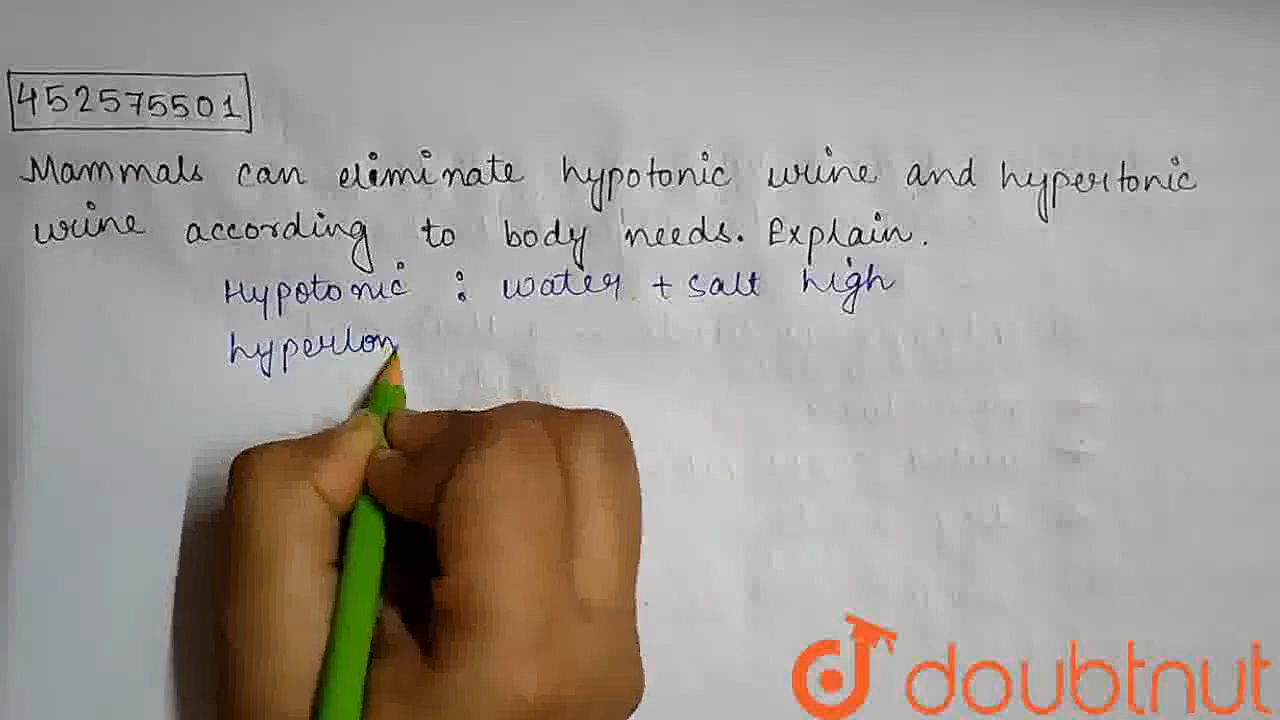 452575501
Mammals can eliminate hypotonic urine and hypertonic
urine according to body needs. Explain.
Hypotonic : water + salt high
hyperton
doubtnut